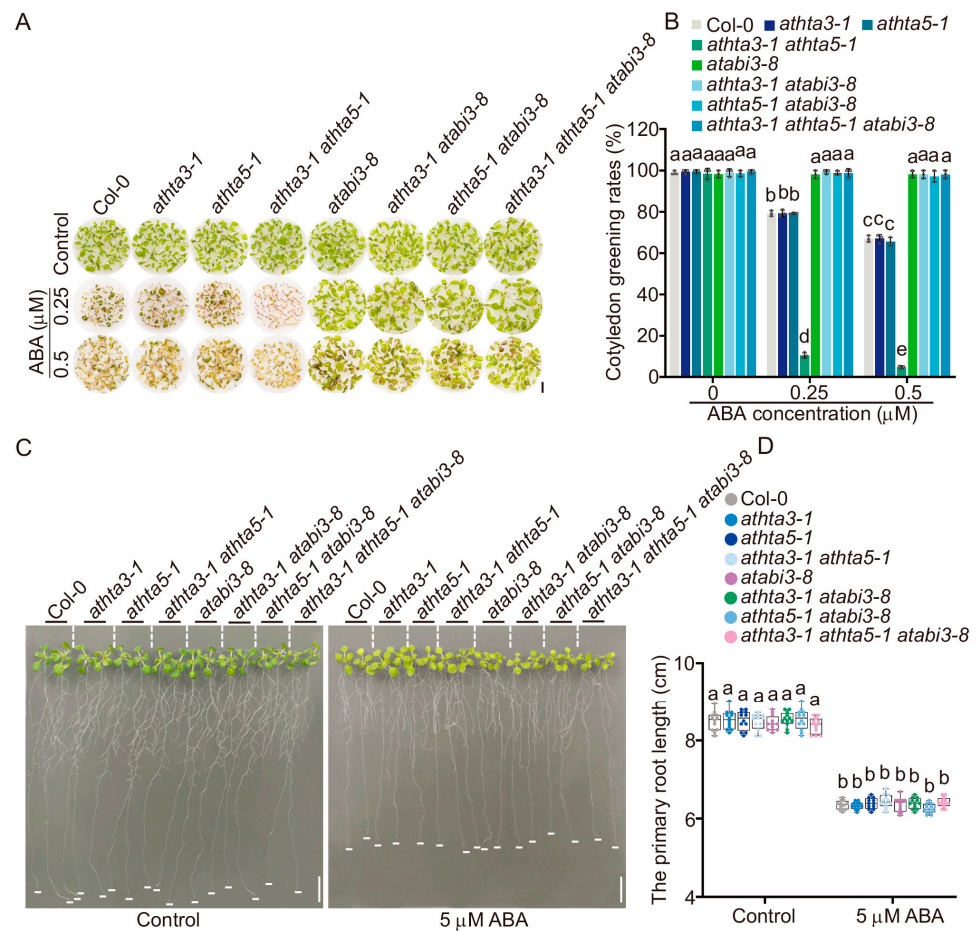 A
Col-0
athta3-1
athta5-1
athta3-1 athta5-1
atabi3-8
athta3-1 atabi3-8
athta5-1 atabi3-8
athta3-1 athta5-1 atabi3-8
Control
ABA (μM)
0.25
0.5
B
Col-0 athta3-1 athta5-1
athta3-1 athta5-1
atabi3-8
athta3-1 atabi3-8
athta5-1 atabi3-8
athta3-1 athta5-1 atabi3-8
Cotyledon greening rates (%)
120
100
80
60
40
20
0
a a a a a a a a
b b b d a a a a
c c c e a a a a
0 0.25 0.5
ABA concentration (μM)
C
Col-0
athta3-1
athta5-1
athta3-1 athta5-1
atabi3-8
athta3-1 atabi3-8
athta5-1 atabi3-8
athta3-1 athta5-1 atabi3-8
Col-0
athta3-1
athta5-1
athta3-1 athta5-1
atabi3-8
athta3-1 atabi3-8
athta5-1 atabi3-8
athta3-1 athta5-1 atabi3-8
Control
5 μM ABA
D
Col-0
athta3-1
athta5-1
athta3-1 athta5-1
atabi3-8
athta3-1 atabi3-8
athta5-1 atabi3-8
athta3-1 athta5-1 atabi3-8
The primary root length (cm)
10
8
6
4
a a a a a a a a
b b b b b b b b
Control
5 μM ABA